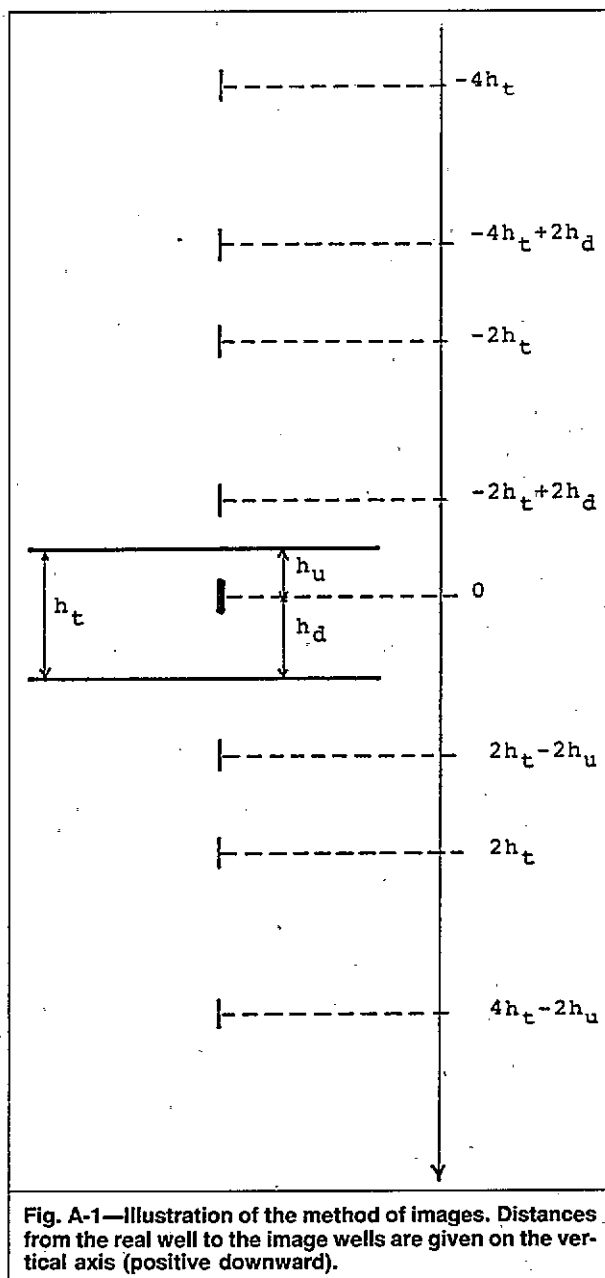 -4h_t
-4h_t+2h_d
-2h_t
-2h_t+2h_d
h_u
0
h_t
h_d
2h_t-2h_u
2h_t
4h_t-2h_u
Fig. A-1—Illustration of the method of images. Distances
from the real well to the image wells are given on the ver-
tical axis (positive downward).